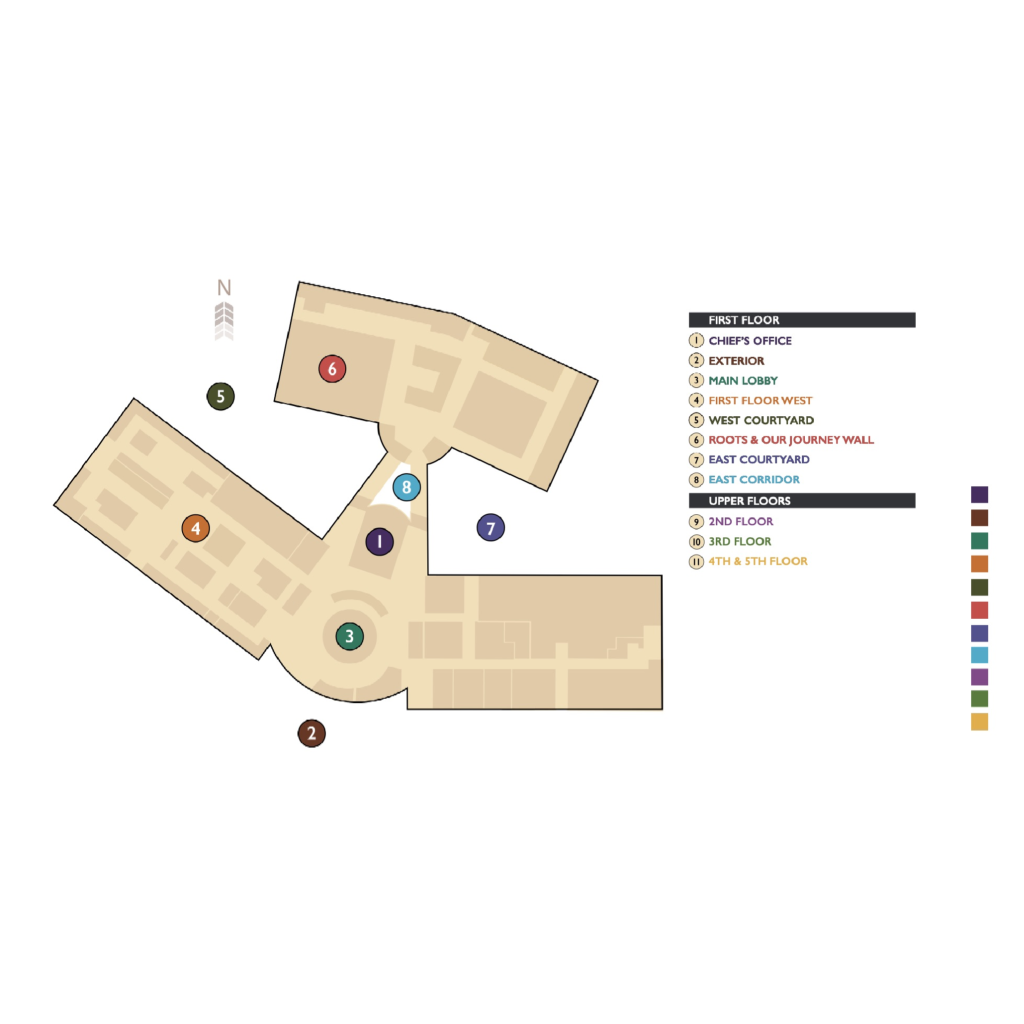 N
6
5
8
4
7
1
3
2
FIRST FLOOR
1 CHIEF'S OFFICE
2 EXTERIOR
3 MAIN LOBBY
4 FIRST FLOOR WEST
5 WEST COURTYARD
6 ROOTS & OUR JOURNEY WALL
7 EAST COURTYARD
8 EAST CORRIDOR
UPPER FLOORS
9 2ND FLOOR
10 3RD FLOOR
11 4TH & 5TH FLOOR